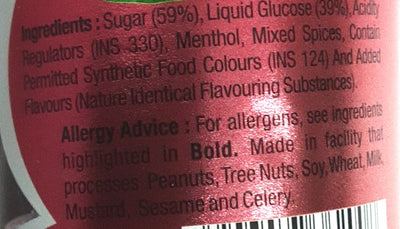 Ingredients : Sugar (59%), Liquid Glucose (39%), Acidity
Regulators (INS 330), Menthol, Mixed Spices, Contain
Permitted Synthetic Food Colours (INS 124) And Added
Flavours (Nature Identical Flavouring Substances).
Allergy Advice : For allergens, see ingredients
highlighted in Bold. Made in facility that
processes Peanuts, Tree Nuts, Soy, Wheat, Milk,
Mustard, Sesame and Celery.